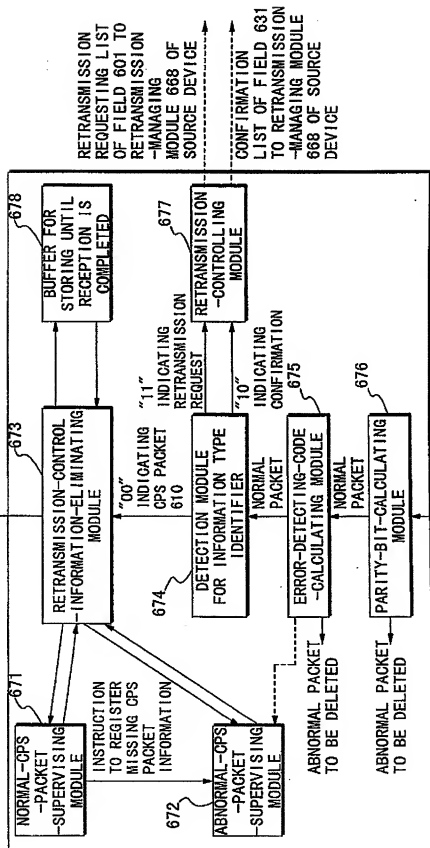 672
ABNORMAL-CPS
-PACKET
-SUPERVISING
MODULE
INSTRUCTION
TO REGISTER
MISSING CPS
PACKET
INFORMATION
671
NORMAL-CPS
-PACKET
-SUPERVISING
MODULE
ABNORMAL PACKET
TO BE DELETED
676
PARITY-BIT-CALCULATING
MODULE
NORMAL
PACKET
ABNORMAL PACKET
TO BE DELETED
675
ERROR-DETECTING-CODE
-CALCULATING MODULE
NORMAL
PACKET
674
DETECTION MODULE
FOR INFORMATION TYPE
IDENTIFIER
"00"
INDICATING
CPS PACKET
610
673
RETRANSMISSION-CONTROL
-INFORMATION-ELIMINATING
MODULE
"10"
INDICATING
CONFIRMATION
"11"
INDICATING
RETRANSMISSION
REQUEST
677
RETRANSMISSION
-CONTROLLING
MODULE
678
BUFFER FOR
STORING UNTIL
RECEPTION IS
COMPLETED
CONFIRMATION
LIST OF FIELD 631
TO RETRANSMISSION
-MANAGING MODULE
668 OF SOURCE
DEVICE
RETRANSMISSION
REQUESTING LIST
OF FIELD 601 TO
RETRANSMISSION
-MANAGING
MODULE 668 OF
SOURCE DEVICE